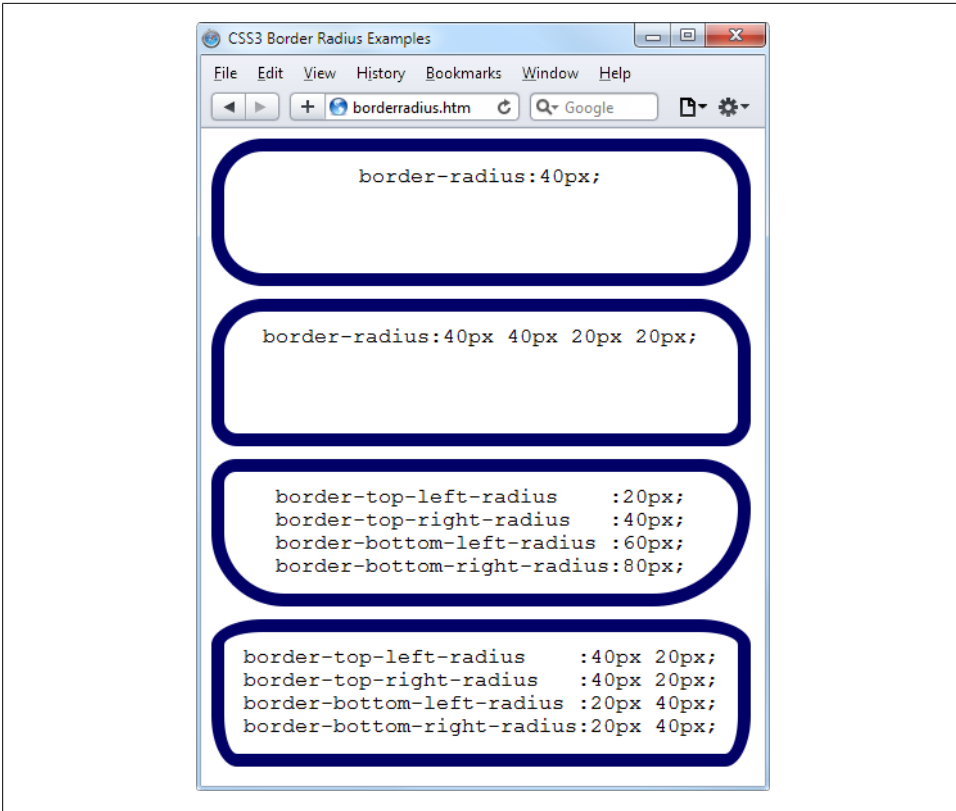 CSS3 Border Radius Examples
File Edit View History Bookmarks Window Help
borderradius.htm Google
border-radius:40px;
border-radius:40px 40px 20px 20px;
border-top-left-radius    :20px;
border-top-right-radius   :40px;
border-bottom-left-radius :60px;
border-bottom-right-radius:80px;
border-top-left-radius    :40px 20px;
border-top-right-radius   :40px 20px;
border-bottom-left-radius :20px 40px;
border-bottom-right-radius:20px 40px;